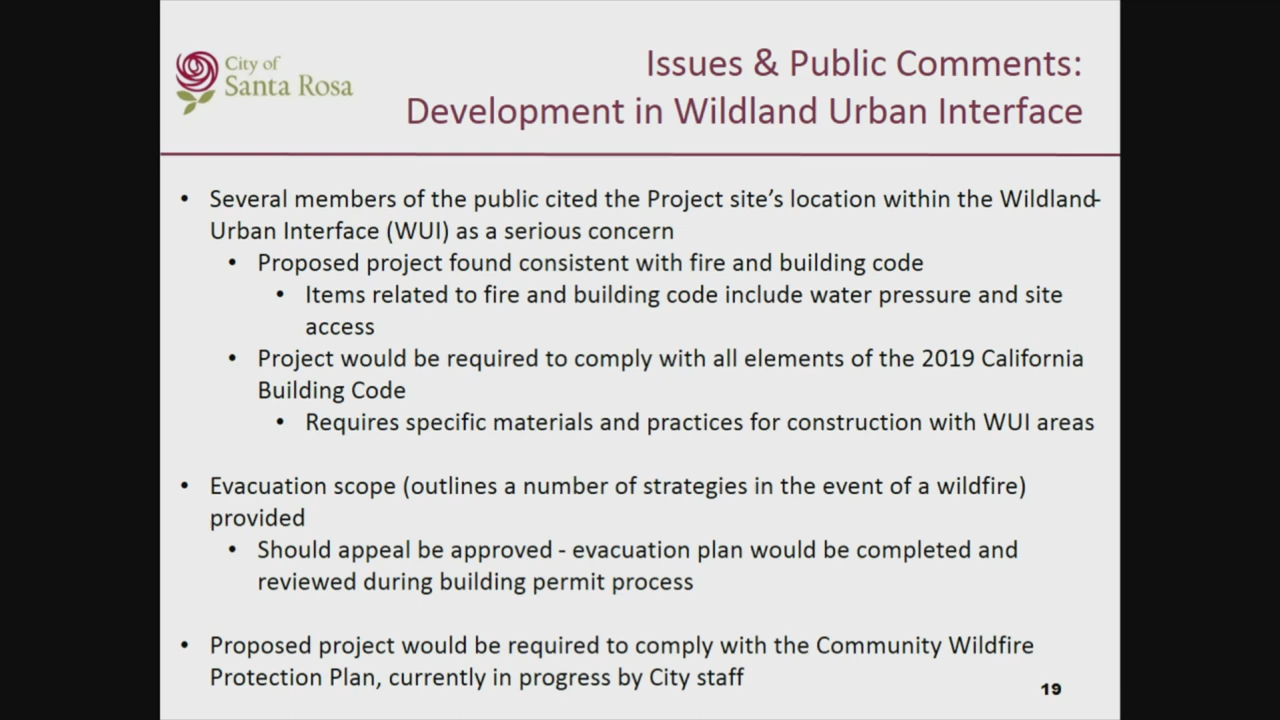 City of
Santa Rosa
Issues & Public Comments:
Development in Wildland Urban Interface
• Several members of the public cited the Project site's location within the Wildland-
Urban Interface (WUI) as a serious concern
• Proposed project found consistent with fire and building code
• Items related to fire and building code include water pressure and site
access
• Project would be required to comply with all elements of the 2019 California
Building Code
• Requires specific materials and practices for construction with WUI areas
• Evacuation scope (outlines a number of strategies in the event of a wildfire)
provided
• Should appeal be approved - evacuation plan would be completed and
reviewed during building permit process
• Proposed project would be required to comply with the Community Wildfire
Protection Plan, currently in progress by City staff
19